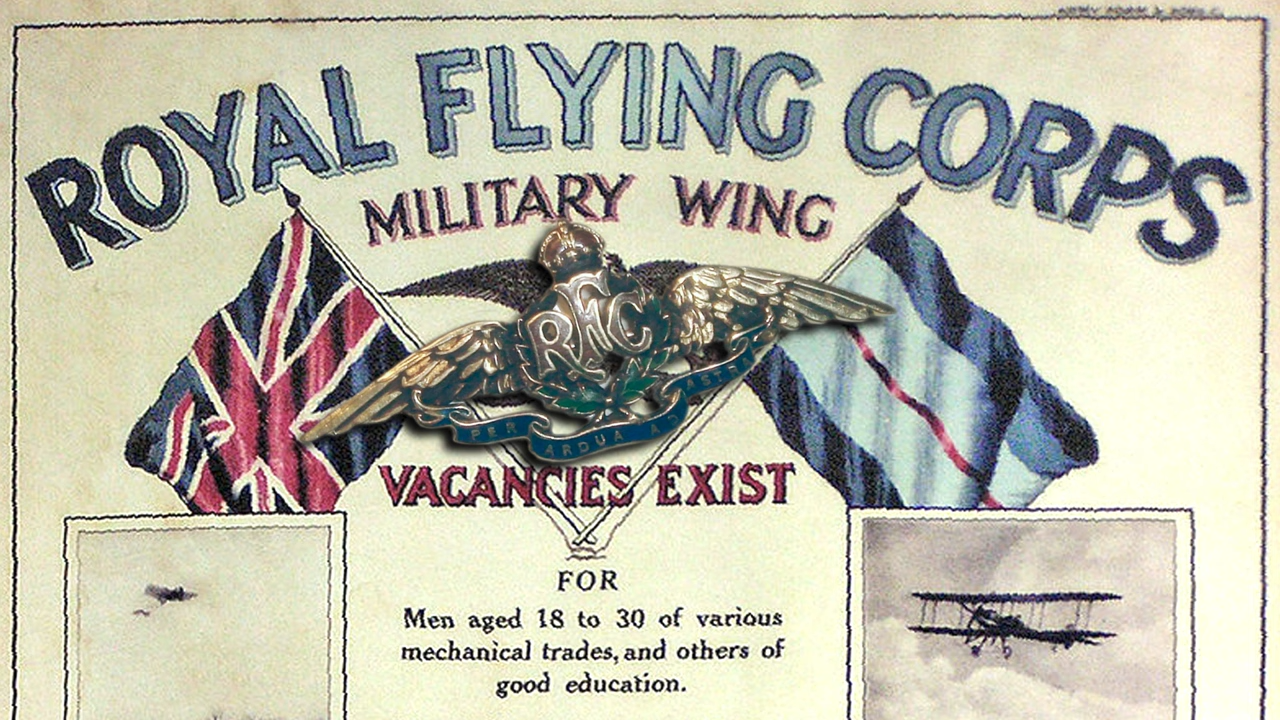 ROYAL FLYING CORPS
MILITARY WING
RFC
PER ARDUA AD ASTRA
VACANCIES EXIST
FOR
Men aged 18 to 30 of various
mechanical trades, and others of
good education.